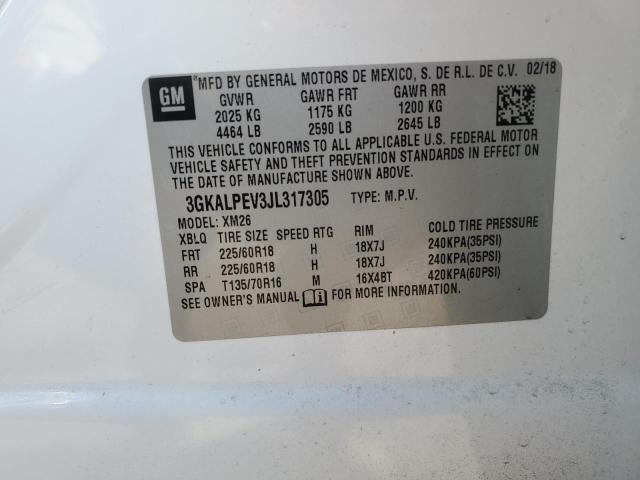 GM
MFD BY GENERAL MOTORS DE MEXICO, S. DE R.L. DE C.V. 02/18
GVWR GAWR FRT GAWR RR
2025 KG 1175 KG 1200 KG
4464 LB 2590 LB 2645 LB
THIS VEHICLE CONFORMS TO ALL APPLICABLE U.S. FEDERAL MOTOR
VEHICLE SAFETY AND THEFT PREVENTION STANDARDS IN EFFECT ON
THE DATE OF MANUFACTURE SHOWN ABOVE.
3GKALPEV3JL317305 TYPE: M.P.V.
MODEL: XM26
XBLQ TIRE SIZE SPEED RTG RIM COLD TIRE PRESSURE
FRT 225/60R18 H 18X7J 240KPA(35PSI)
RR 225/60R18 H 18X7J 240KPA(35PSI)
SPA T135/70R16 M 16X4BT 420KPA(60PSI)
SEE OWNER'S MANUAL FOR MORE INFORMATION.